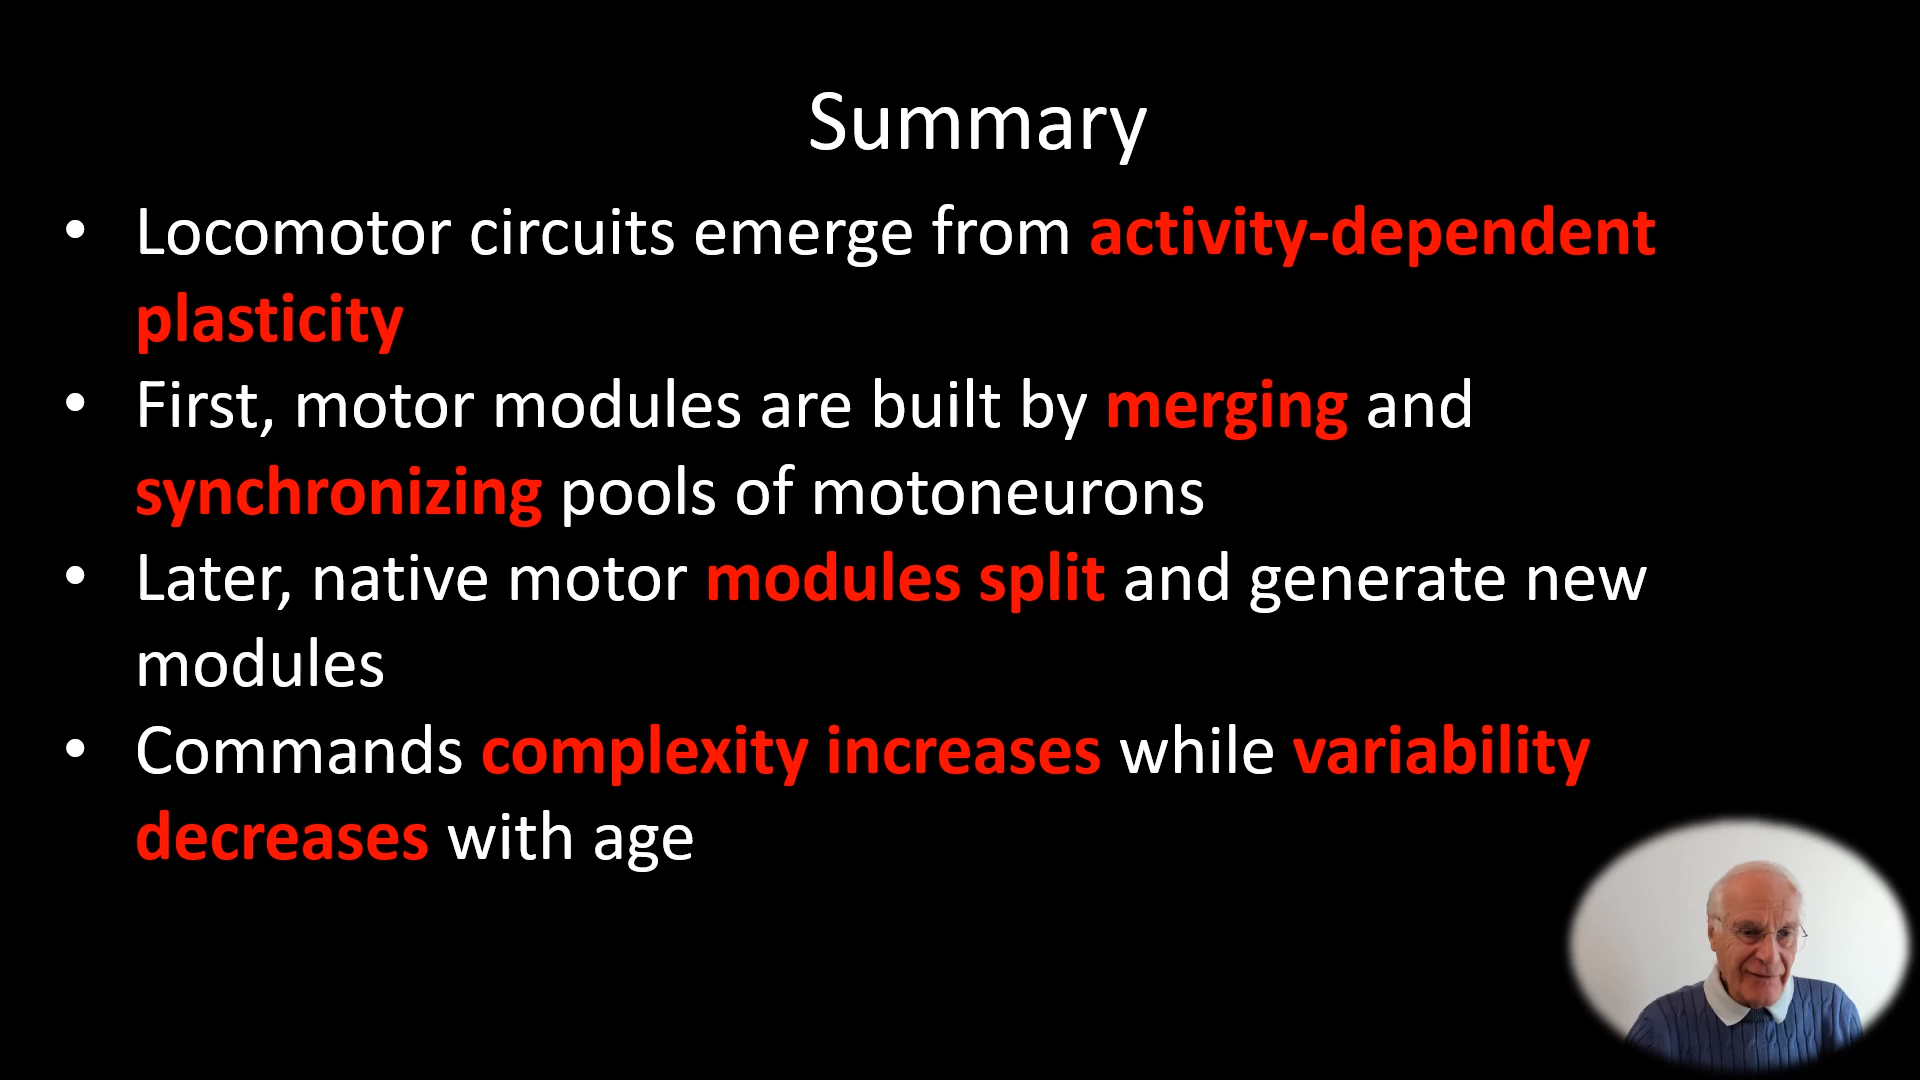 Summary
• Locomotor circuits emerge from activity-dependent
plasticity
• First, motor modules are built by merging and
synchronizing pools of motoneurons
• Later, native motor modules split and generate new
modules
• Commands complexity increases while variability
decreases with age